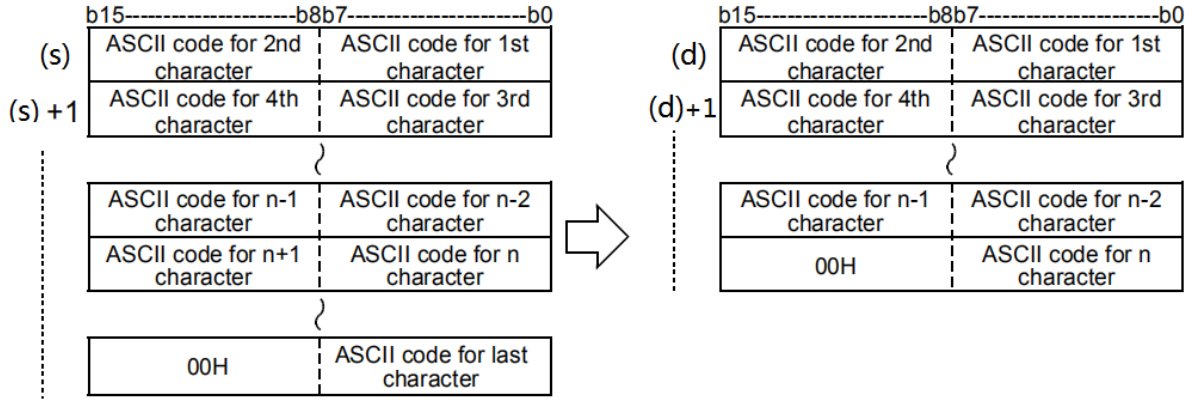 b15------------------b8b7-----------------------b0
(s)
ASCII code for 2nd
character
ASCII code for 1st
character
(s) +1
ASCII code for 4th
character
ASCII code for 3rd
character
ASCII code for n-1
character
ASCII code for n-2
character
ASCII code for n+1
character
ASCII code for n
character
00H
ASCII code for last
character
b15------------------b8b7-----------------------b0
(d)
ASCII code for 2nd
character
ASCII code for 1st
character
(d)+1
ASCII code for 4th
character
ASCII code for 3rd
character
ASCII code for n-1
character
ASCII code for n-2
character
00H
ASCII code for n
character